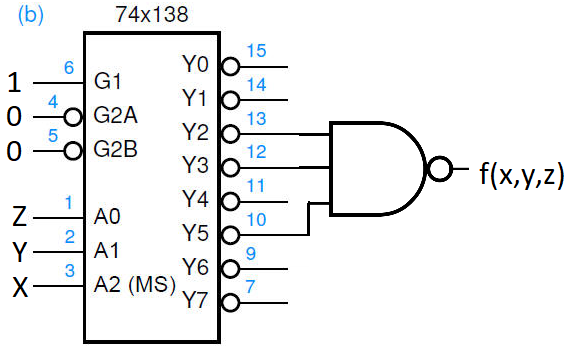 (b) 74x138
1 6 G1
0 4 G2A
0 5 G2B
Z 1 A0
Y 2 A1
X 3 A2 (MS)
Y0 15
Y1 14
Y2 13
Y3 12
Y4 11
Y5 10
Y6 9
Y7 7
f(x,y,z)